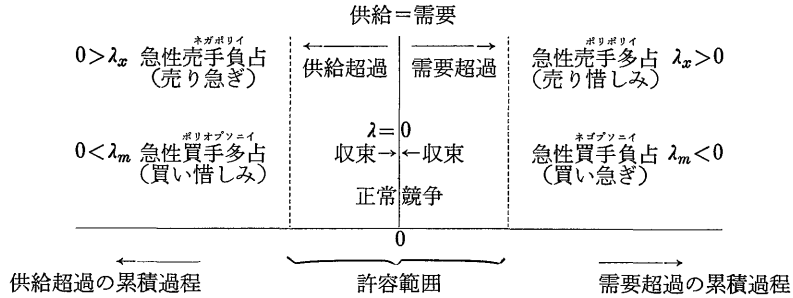 供給=需要
ネガポリイ
0>λx 急性売手負占
(売り急ぎ)
供給超過
需要超過
ポリポリイ
急性売手多占 λx>0
(売り惜しみ)
λ=0
収束→←収束
正常競争
ポリオプソニイ
0<λm 急性買手多占
(買い惜しみ)
ネゴプソニイ
急性買手負占 λm<0
(買い急ぎ)
0
供給超過の累積過程
許容範囲
需要超過の累積過程